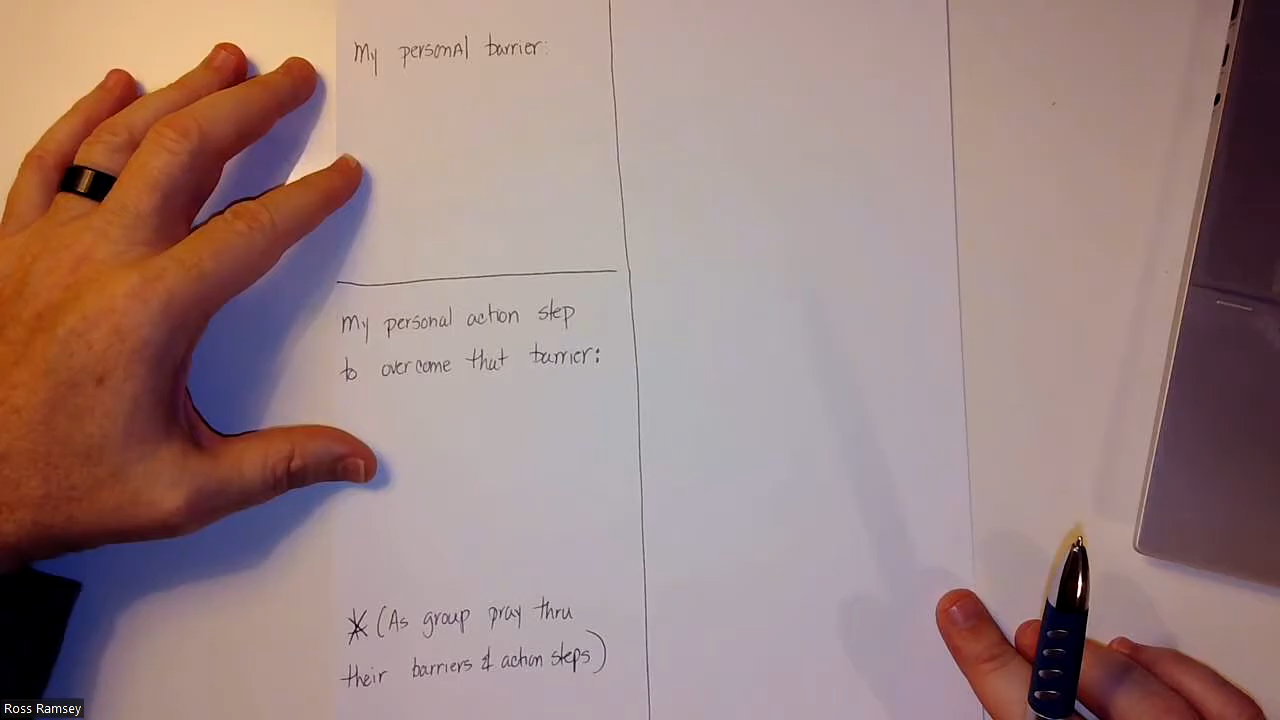 My personal barrier:
My personal action step
to overcome that barrier:
* (As group pray thru
their barriers & action steps)
Ross Ramsey